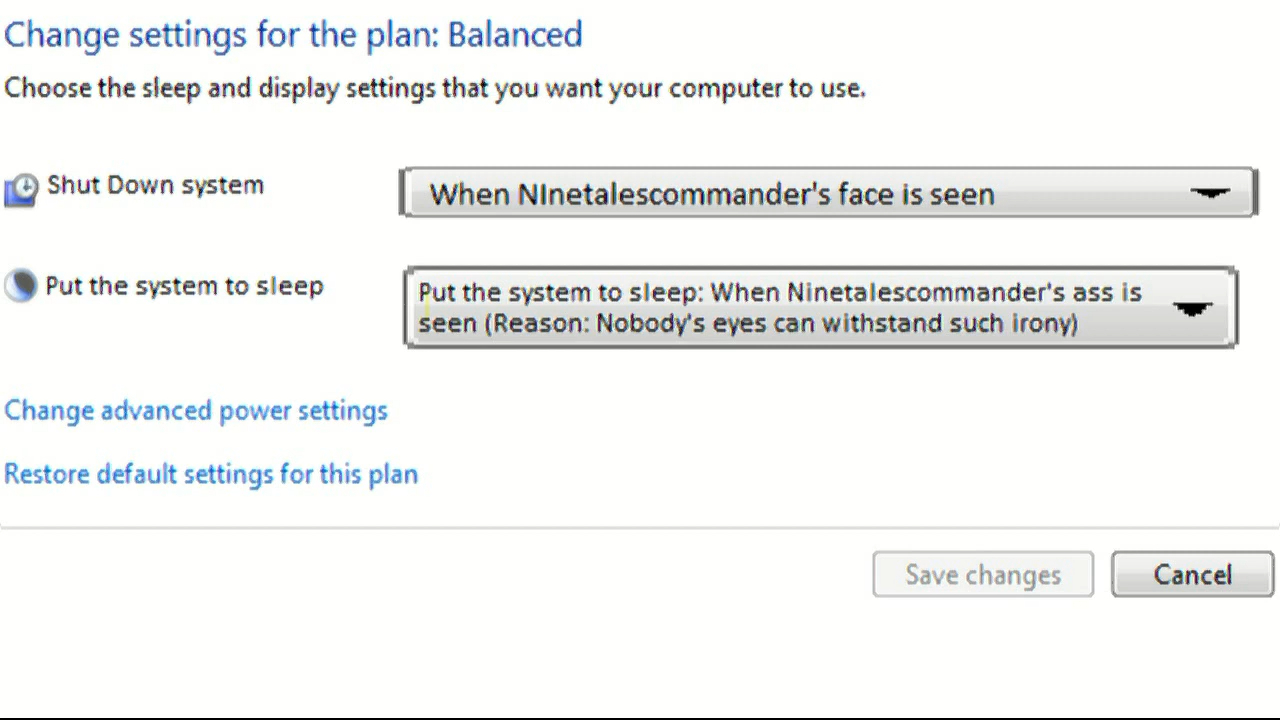 Change settings for the plan: Balanced
Choose the sleep and display settings that you want your computer to use.
Shut Down system
When NInetalescommander's face is seen
Put the system to sleep
Put the system to sleep: When Ninetalescommander's ass is
seen (Reason: Nobody's eyes can withstand such irony)
Change advanced power settings
Restore default settings for this plan
Save changes
Cancel